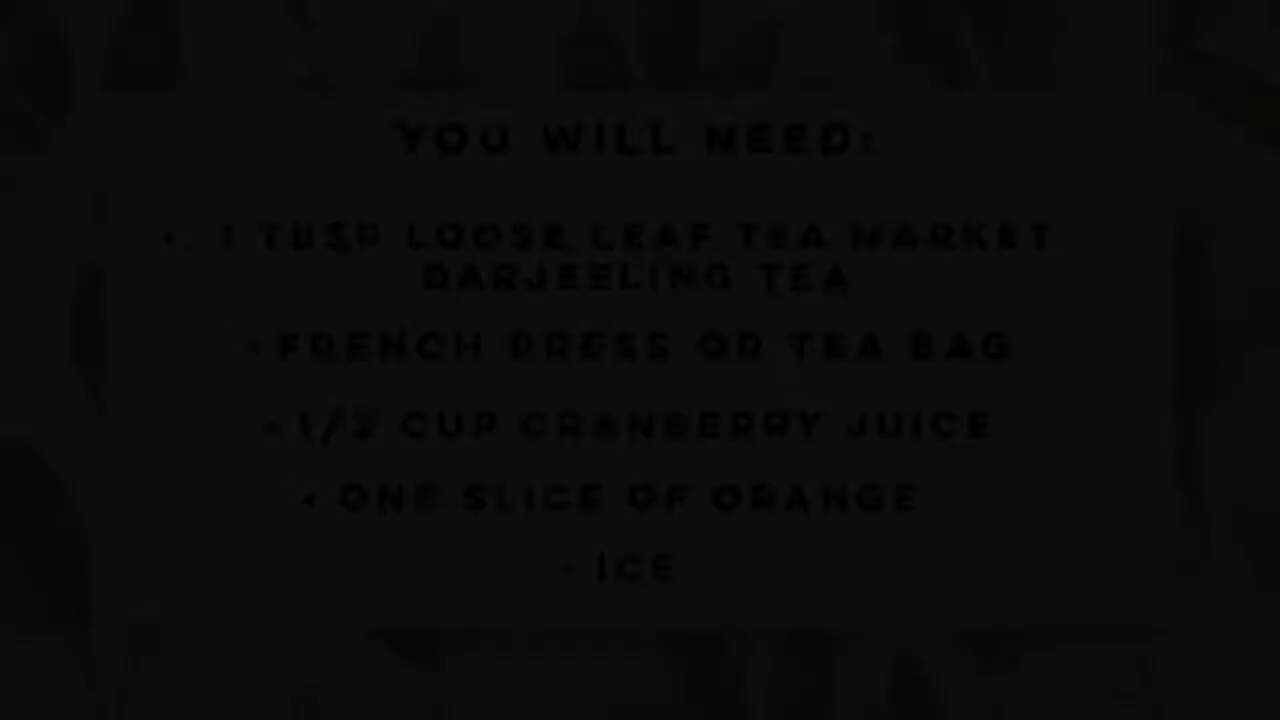 YOU WILL NEED:
• 1 TBSP LOOSE LEAF TEA MARKET
DARJEELING TEA
• FRENCH PRESS OR TEA BAG
• 1/2 CUP CRANBERRY JUICE
• ONE SLICE OF ORANGE
• ICE